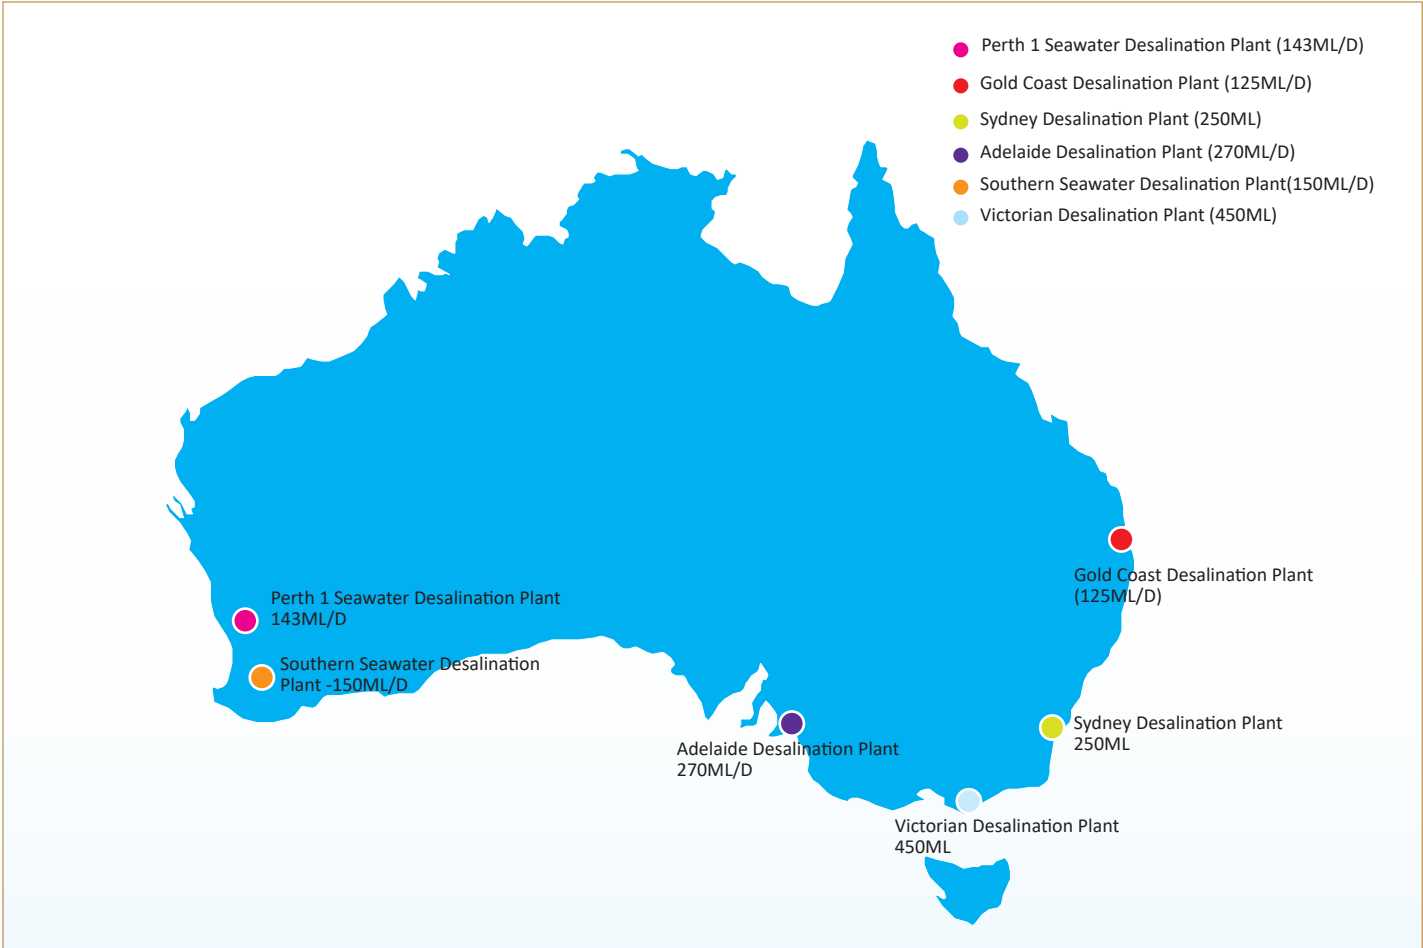 Perth 1 Seawater Desalination Plant (143ML/D)
Gold Coast Desalination Plant (125ML/D)
Sydney Desalination Plant (250ML)
Adelaide Desalination Plant (270ML/D)
Southern Seawater Desalination Plant(150ML/D)
Victorian Desalination Plant (450ML)
Gold Coast Desalination Plant
(125ML/D)
Perth 1 Seawater Desalination Plant
143ML/D
Southern Seawater Desalination
Plant -150ML/D
Adelaide Desalination Plant
270ML/D
Sydney Desalination Plant
250ML
Victorian Desalination Plant
450ML